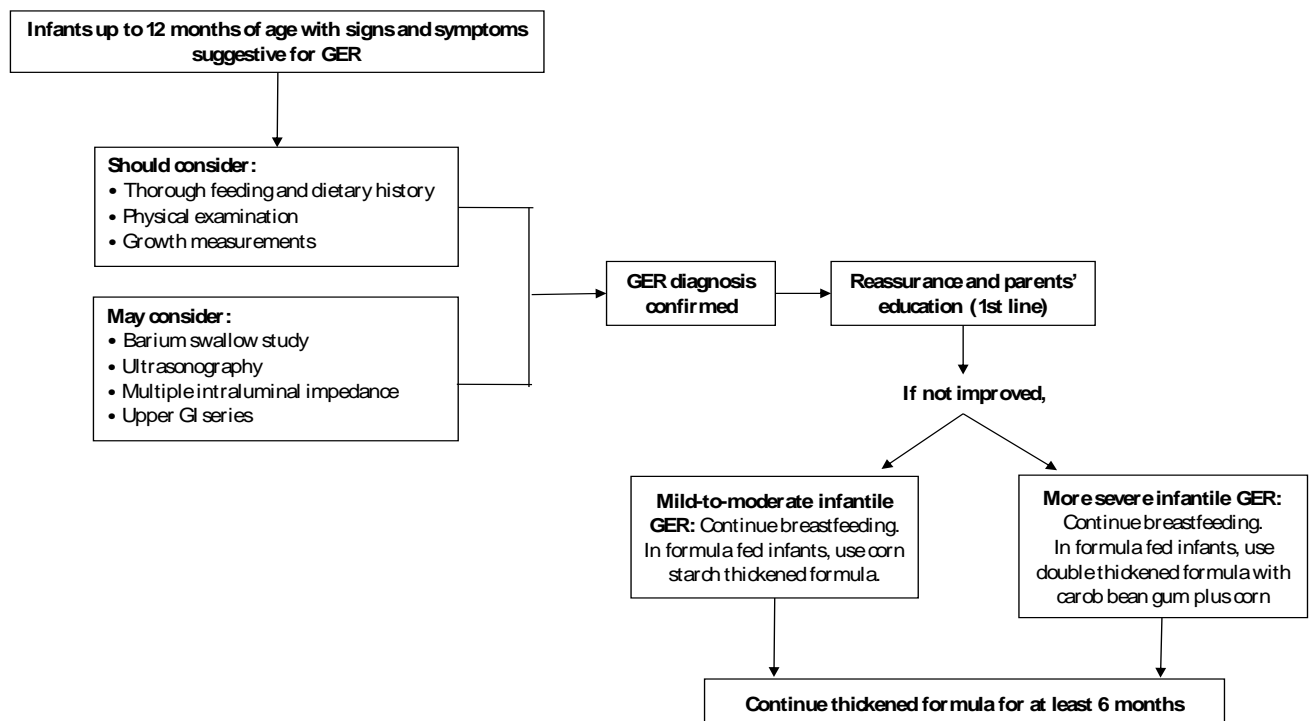 Infants up to 12 months of age with signs and symptoms
suggestive for GER
Should consider:
• Thorough feeding and dietary history
• Physical examination
• Growth measurements
May consider:
• Barium swallow study
• Ultrasonography
• Multiple intraluminal impedance
• Upper GI series
GER diagnosis
confirmed
Reassurance and parents’
education (1st line)
If not improved,
Mild-to-moderate infantile
GER: Continue breastfeeding.
In formula fed infants, use corn
starch thickened formula.
More severe infantile GER:
Continue breastfeeding.
In formula fed infants, use
double thickened formula with
carob bean gum plus corn
Continue thickened formula for at least 6 months